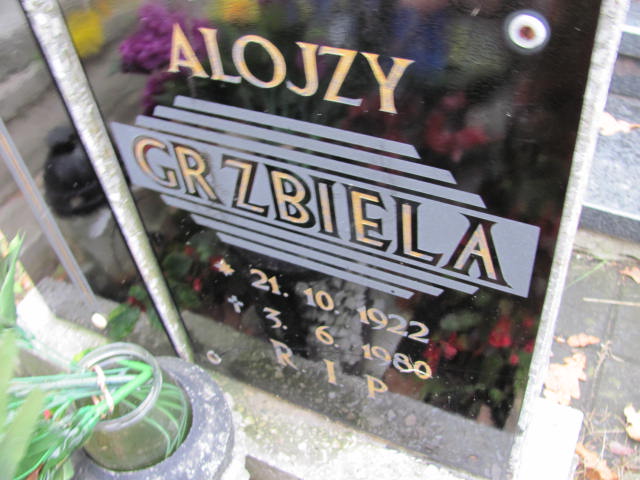 ALOJZY
GRZBIELA
* 21. 10. 1922
✝ 3. 6. 1980
R I P